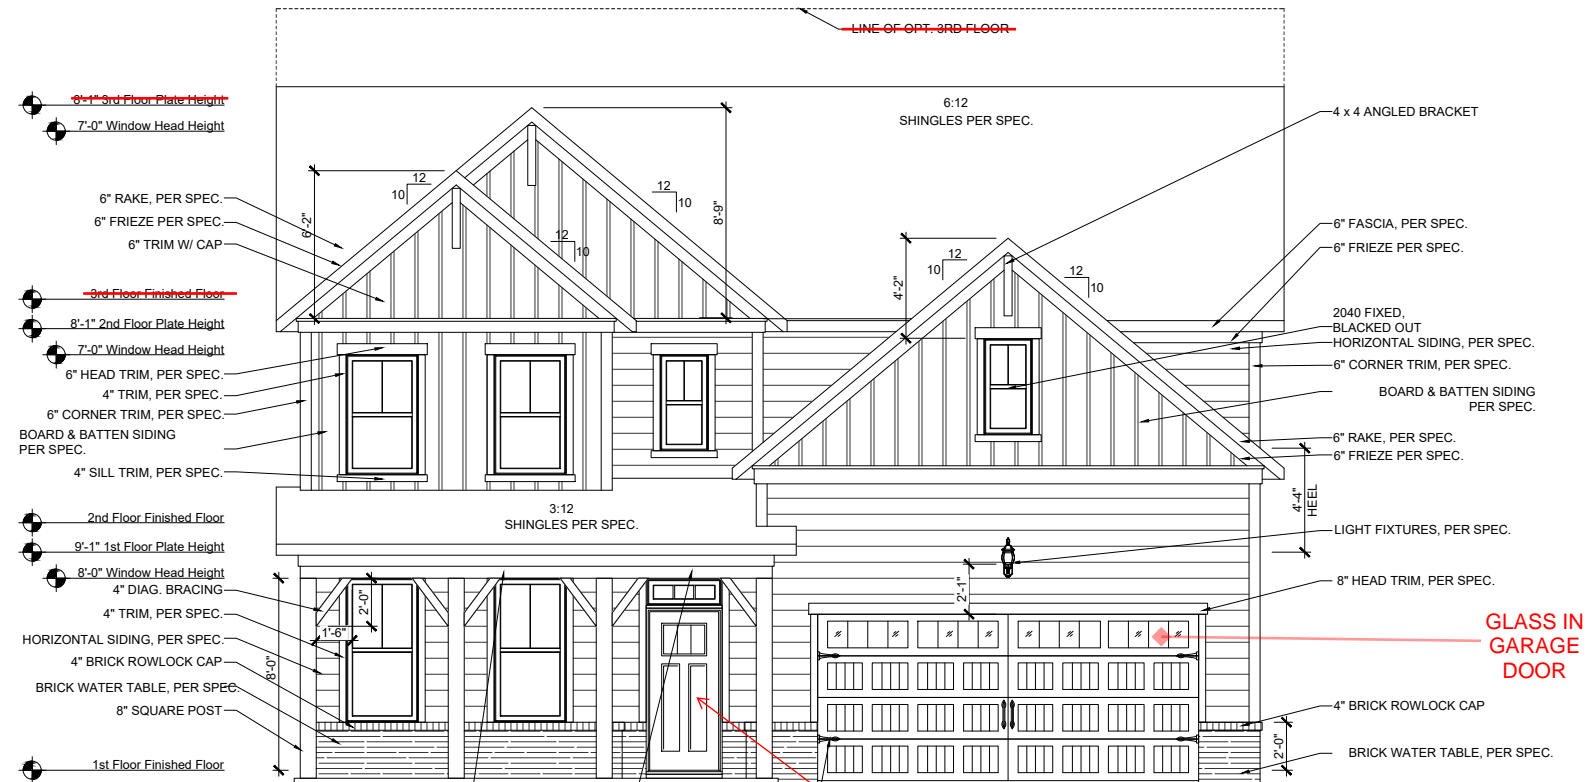 LINE OF OPT. 3RD FLOOR
8'-1" 3rd Floor Plate Height
7'-0" Window Head Height
6:12
SHINGLES PER SPEC.
4 x 4 ANGLED BRACKET
12
10
12
10
6" RAKE, PER SPEC.
6" FRIEZE PER SPEC.
6" TRIM W/ CAP
6'-2"
8'-9"
12
10
4'-2"
12
10
12
10
6" FASCIA, PER SPEC.
6" FRIEZE PER SPEC.
3rd Floor Finished Floor
8'-1" 2nd Floor Plate Height
7'-0" Window Head Height
2040 FIXED,
BLACKED OUT
HORIZONTAL SIDING, PER SPEC.
6" CORNER TRIM, PER SPEC.
BOARD & BATTEN SIDING
PER SPEC.
6" HEAD TRIM, PER SPEC.
4" TRIM, PER SPEC.
6" CORNER TRIM, PER SPEC.
BOARD & BATTEN SIDING
PER SPEC.
4" SILL TRIM, PER SPEC.
6" RAKE, PER SPEC.
6" FRIEZE PER SPEC.
4'-4"
HEEL
3:12
SHINGLES PER SPEC.
2nd Floor Finished Floor
9'-1" 1st Floor Plate Height
8'-0" Window Head Height
LIGHT FIXTURES, PER SPEC.
2'-1"
8" HEAD TRIM, PER SPEC.
4" DIAG. BRACING
4" TRIM, PER SPEC.
HORIZONTAL SIDING, PER SPEC.
4" BRICK ROWLOCK CAP
BRICK WATER TABLE, PER SPEC.
8" SQUARE POST
2'-0"
1'-6"
8'-0"
GLASS IN
GARAGE
DOOR
4" BRICK ROWLOCK CAP
2'-0"
BRICK WATER TABLE, PER SPEC.
1st Floor Finished Floor